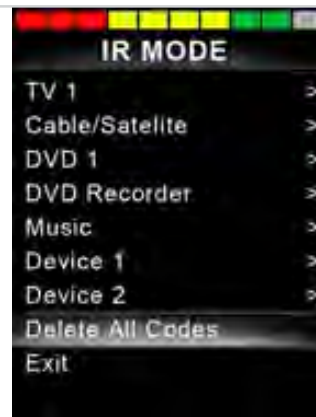 IR MODE
TV 1 >
Cable/Satelite >
DVD 1 >
DVD Recorder >
Music >
Device 1 >
Device 2 >
Delete All Codes
Exit